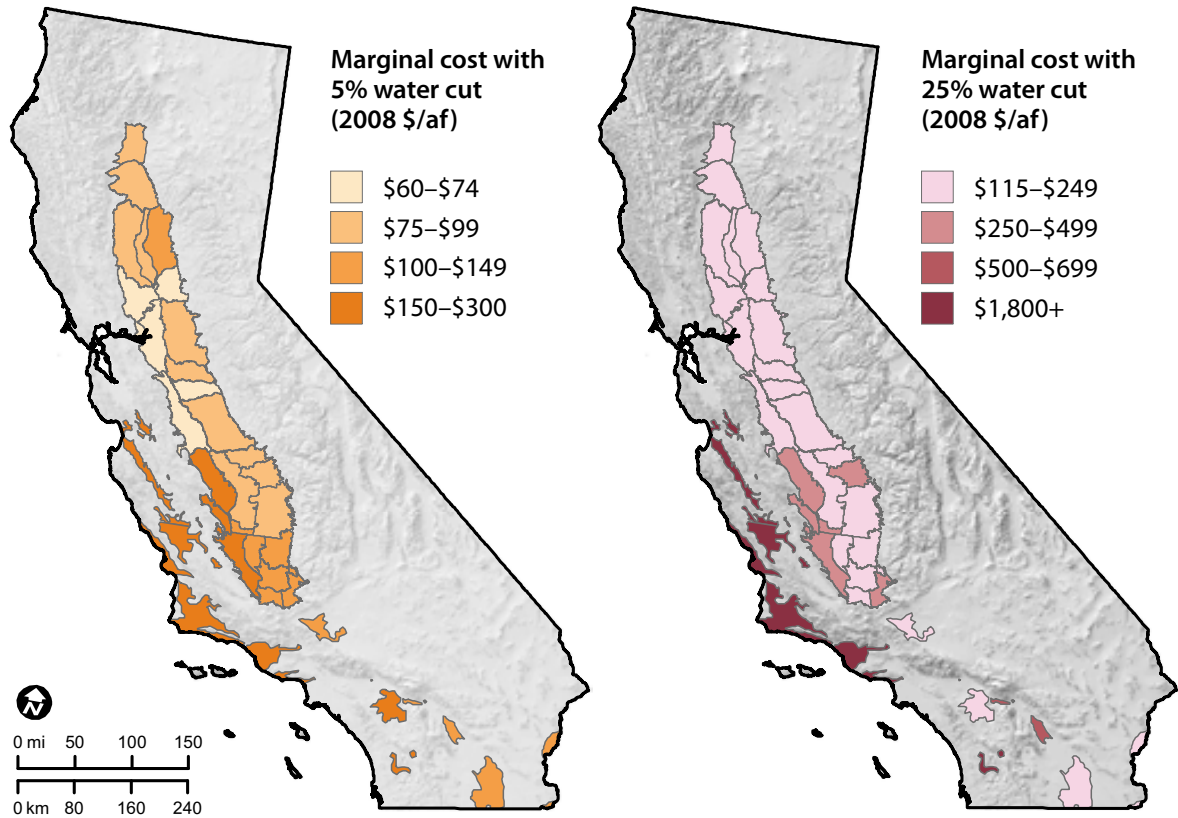 Marginal cost with
5% water cut
(2008 $/af)
$60–$74
$75–$99
$100–$149
$150–$300
N
0 mi 50 100 150
0 km 80 160 240
Marginal cost with
25% water cut
(2008 $/af)
$115–$249
$250–$499
$500–$699
$1,800+